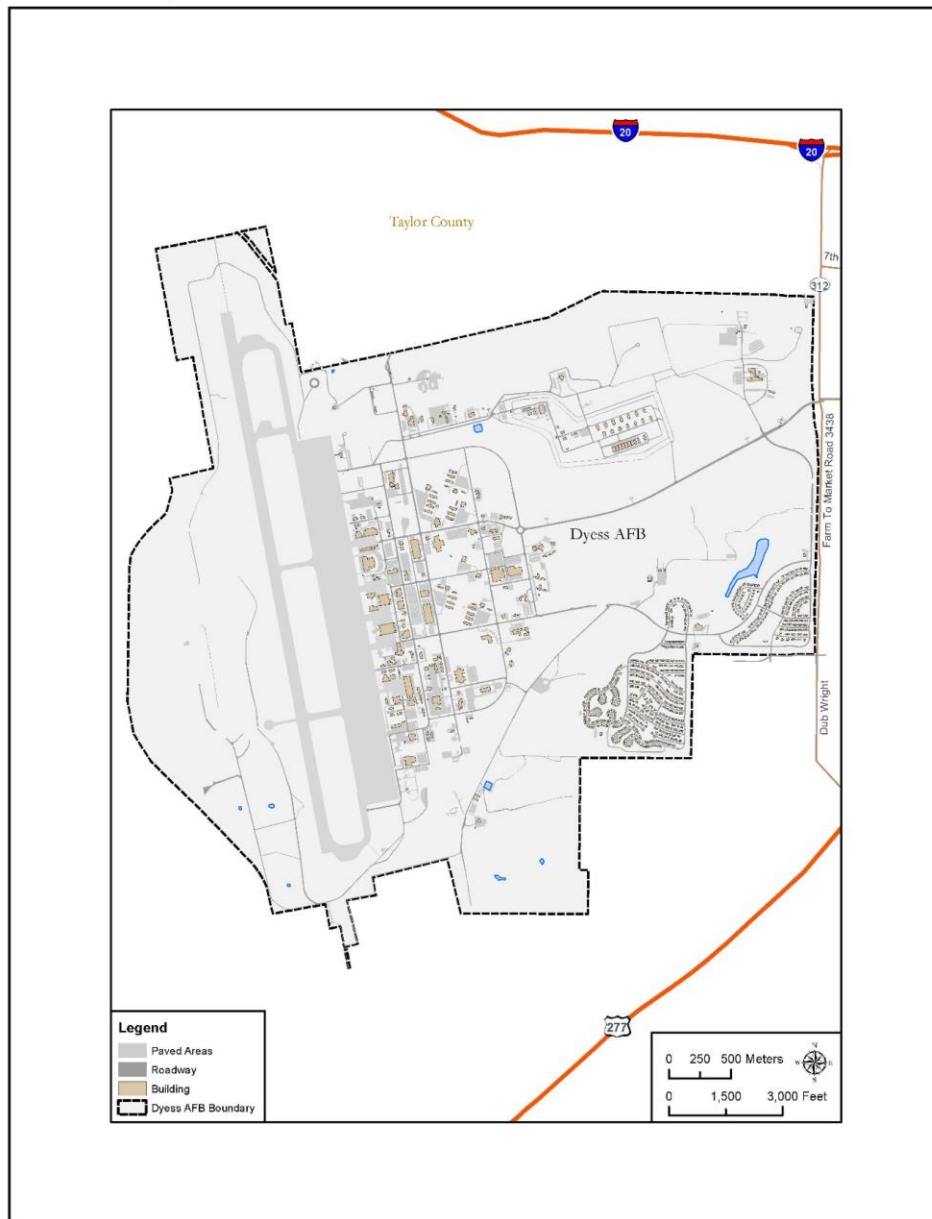 20
20
Taylor County
7th
312
Farm To Market Road 3438
Dyess AFB
Dub Wright
277
Legend
Paved Areas
Roadway
Building
Dyess AFB Boundary
N
W
E
S
0 250 500 Meters
0 1,500 3,000 Feet